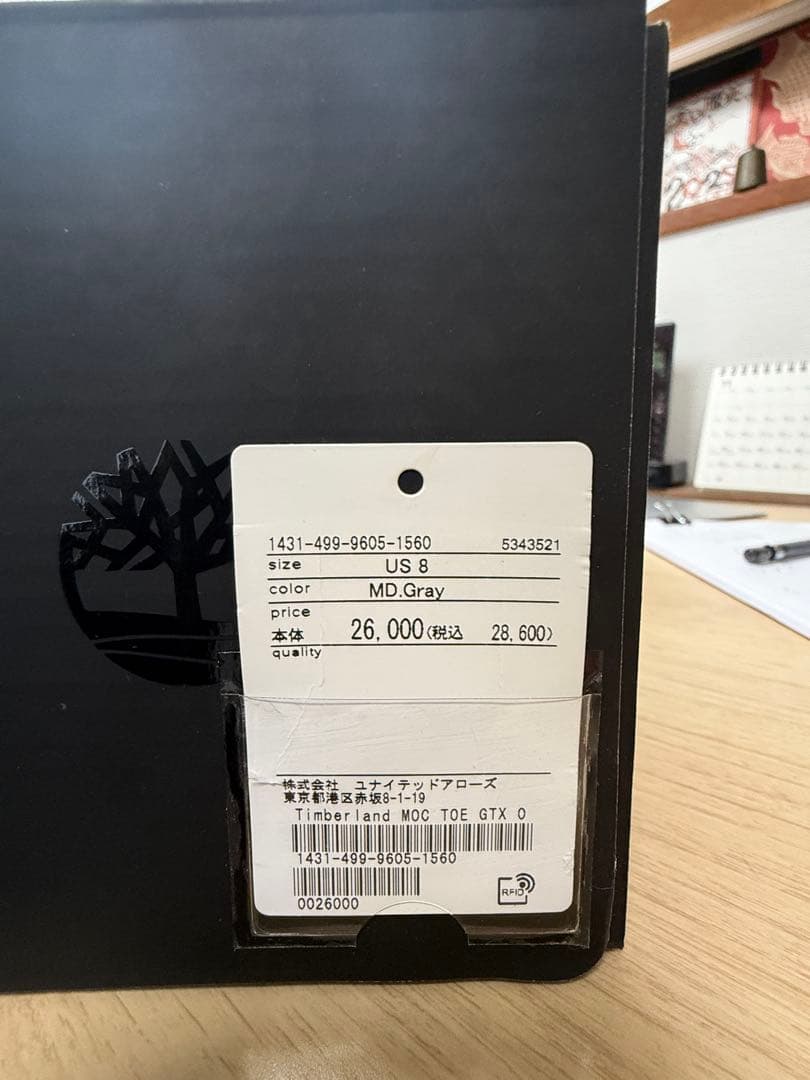 2025
1431-499-9605-1560 5343521
size US 8
color MD.Gray
price
本体 26,000(税込 28,600)
quality
株式会社 ユナイテッドアローズ
東京都港区赤坂8-1-19
Timberland MOC TOE GTX O
1431-499-9605-1560
0026000
RFID